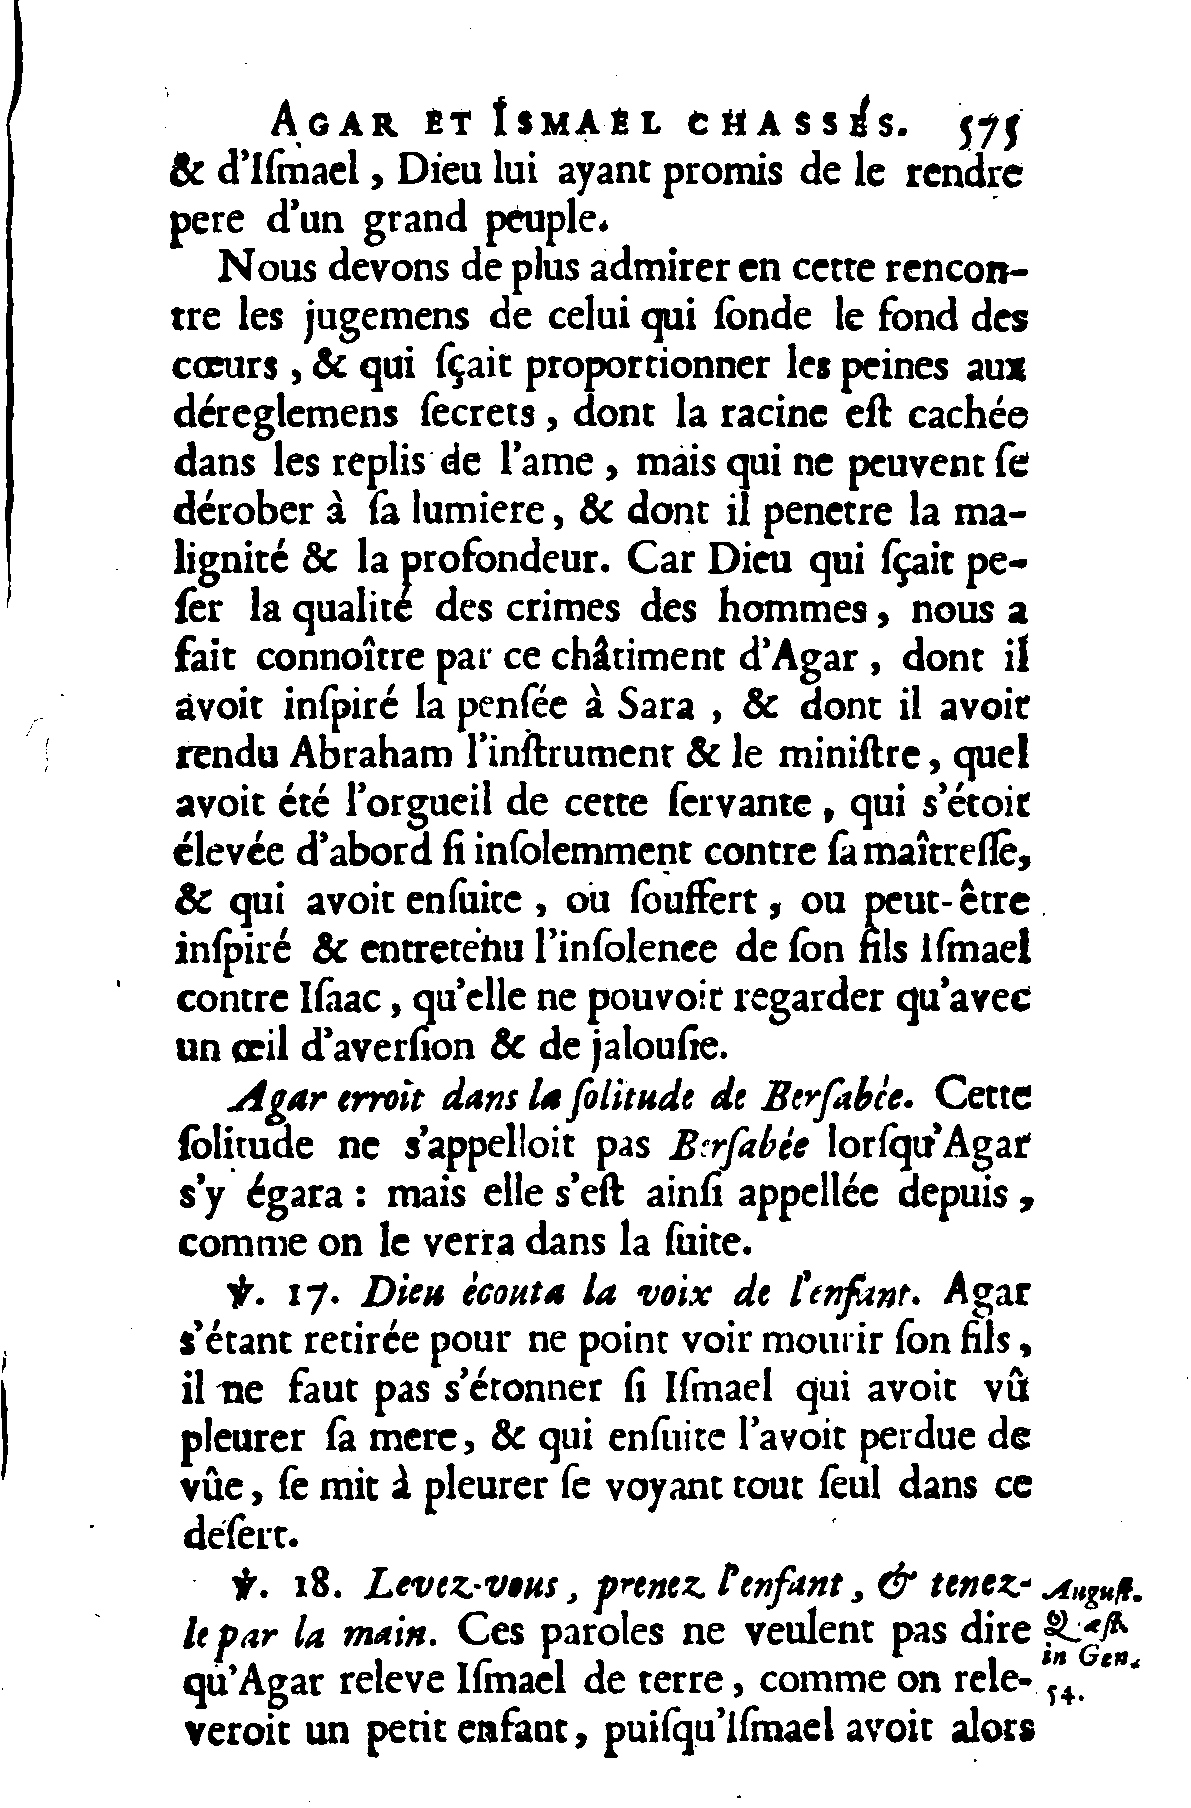 AGAR ET ISMAEL CHASSÉS. 575
& d'Iſmael, Dieu lui ayant promis de le rendre
pere d'un grand peuple.
Nous devons de plus admirer en cette rencon-
tre les jugemens de celui qui ſonde le fond des
cœurs, & qui ſçait proportionner les peines aux
déreglemens ſecrets, dont la racine eſt cachée
dans les replis de l'ame, mais qui ne peuvent ſe
dérober à ſa lumiere, & dont il penetre la ma-
lignité & la profondeur. Car Dieu qui ſçait pe-
ſer la qualité des crimes des hommes, nous a
fait connoître par ce châtiment d'Agar, dont il
avoit inſpiré la penſée à Sara, & dont il avoit
rendu Abraham l'inſtrument & le miniſtre, quel
avoit été l'orgueil de cette ſervante, qui s'étoit
élevée d'abord ſi inſolemment contre ſa maîtreſſe,
& qui avoit enſuite, ou ſouffert, ou peut-être
inſpiré & entretenu l'inſolence de ſon fils Iſmael
contre Iſaac, qu'elle ne pouvoit regarder qu'avec
un œil d'averſion & de jalouſie.
Agar erroit dans la ſolitude de Berſabée. Cette
ſolitude ne s'appelloit pas Berſabée lorſqu'Agar
s'y égara : mais elle s'eſt ainſi appellée depuis,
comme on le verra dans la ſuite.
℣. 17. Dieu écouta la voix de l'enfant. Agar
s'étant retirée pour ne point voir mourir ſon fils,
il ne faut pas s'étonner ſi Iſmael qui avoit vû
pleurer ſa mere, & qui enſuite l'avoit perdue de
vûe, ſe mit à pleurer ſe voyant tout ſeul dans ce
déſert.
℣. 18. Levez-vous, prenez l'enfant, & tenez-
le par la main. Ces paroles ne veulent pas dire
qu'Agar releve Iſmael de terre, comme on rele-
veroit un petit enfant, puiſqu'Iſmael avoit alors
Auguſt.
Quæſt.
in Gen.
54.